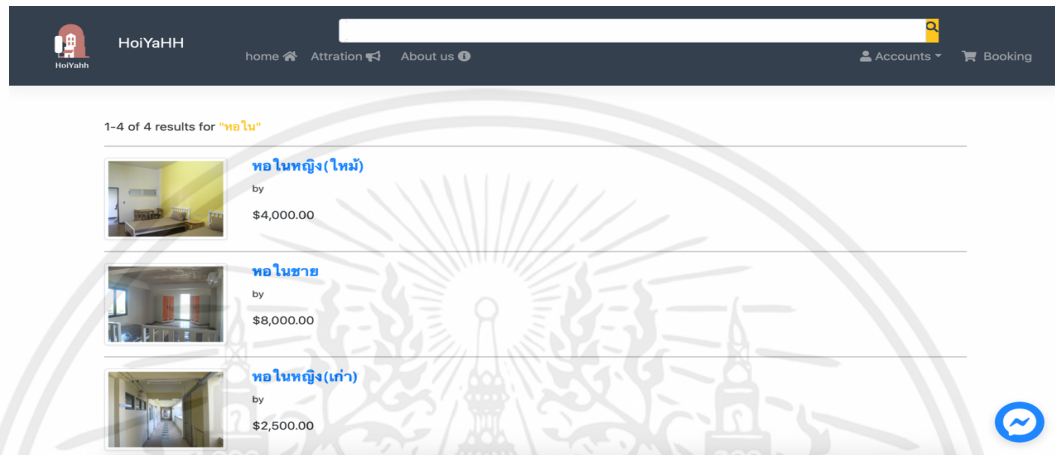 HoiYahh
HoiYaHH
home Attration About us Accounts Booking
1-4 of 4 results for "หอใน"
หอในหญิง(ใหม่)
by
$4,000.00
หอในชาย
by
$8,000.00
หอในหญิง(เก่า)
by
$2,500.00